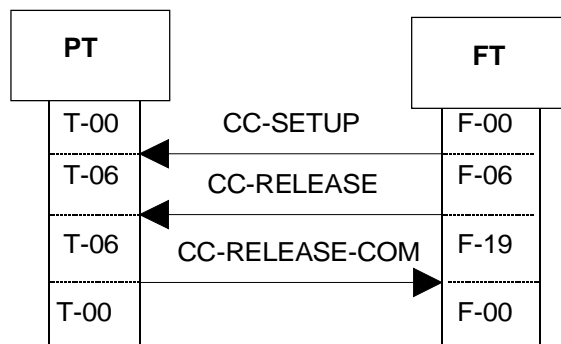 PT FT
T-00 CC-SETUP F-00
T-06 CC-RELEASE F-06
T-06 CC-RELEASE-COM F-19
T-00 F-00